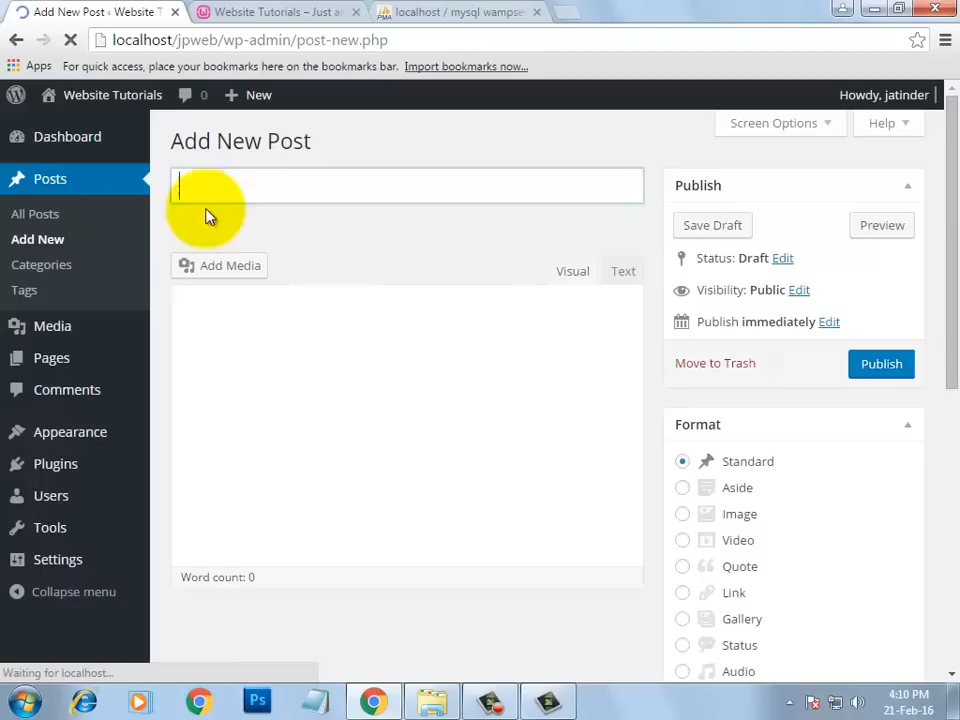 Add New Post ‹ Website T
Website Tutorials – Just a
localhost / mysql wampse
localhost/jpweb/wp-admin/post-new.php
Apps
For quick access, place your bookmarks here on the bookmarks bar. Import bookmarks now...
Website Tutorials
0
New
Howdy, jatinder
Screen Options
Help
Add New Post
Dashboard
Posts
All Posts
Add New
Categories
Tags
Media
Pages
Comments
Appearance
Plugins
Users
Tools
Settings
Collapse menu
Add Media
Visual
Text
Word count: 0
Publish
Save Draft
Preview
Status: Draft Edit
Visibility: Public Edit
Publish immediately Edit
Move to Trash
Publish
Format
Standard
Aside
Image
Video
Quote
Link
Gallery
Status
Audio
Waiting for localhost...
Ps
4:10 PM
21-Feb-16